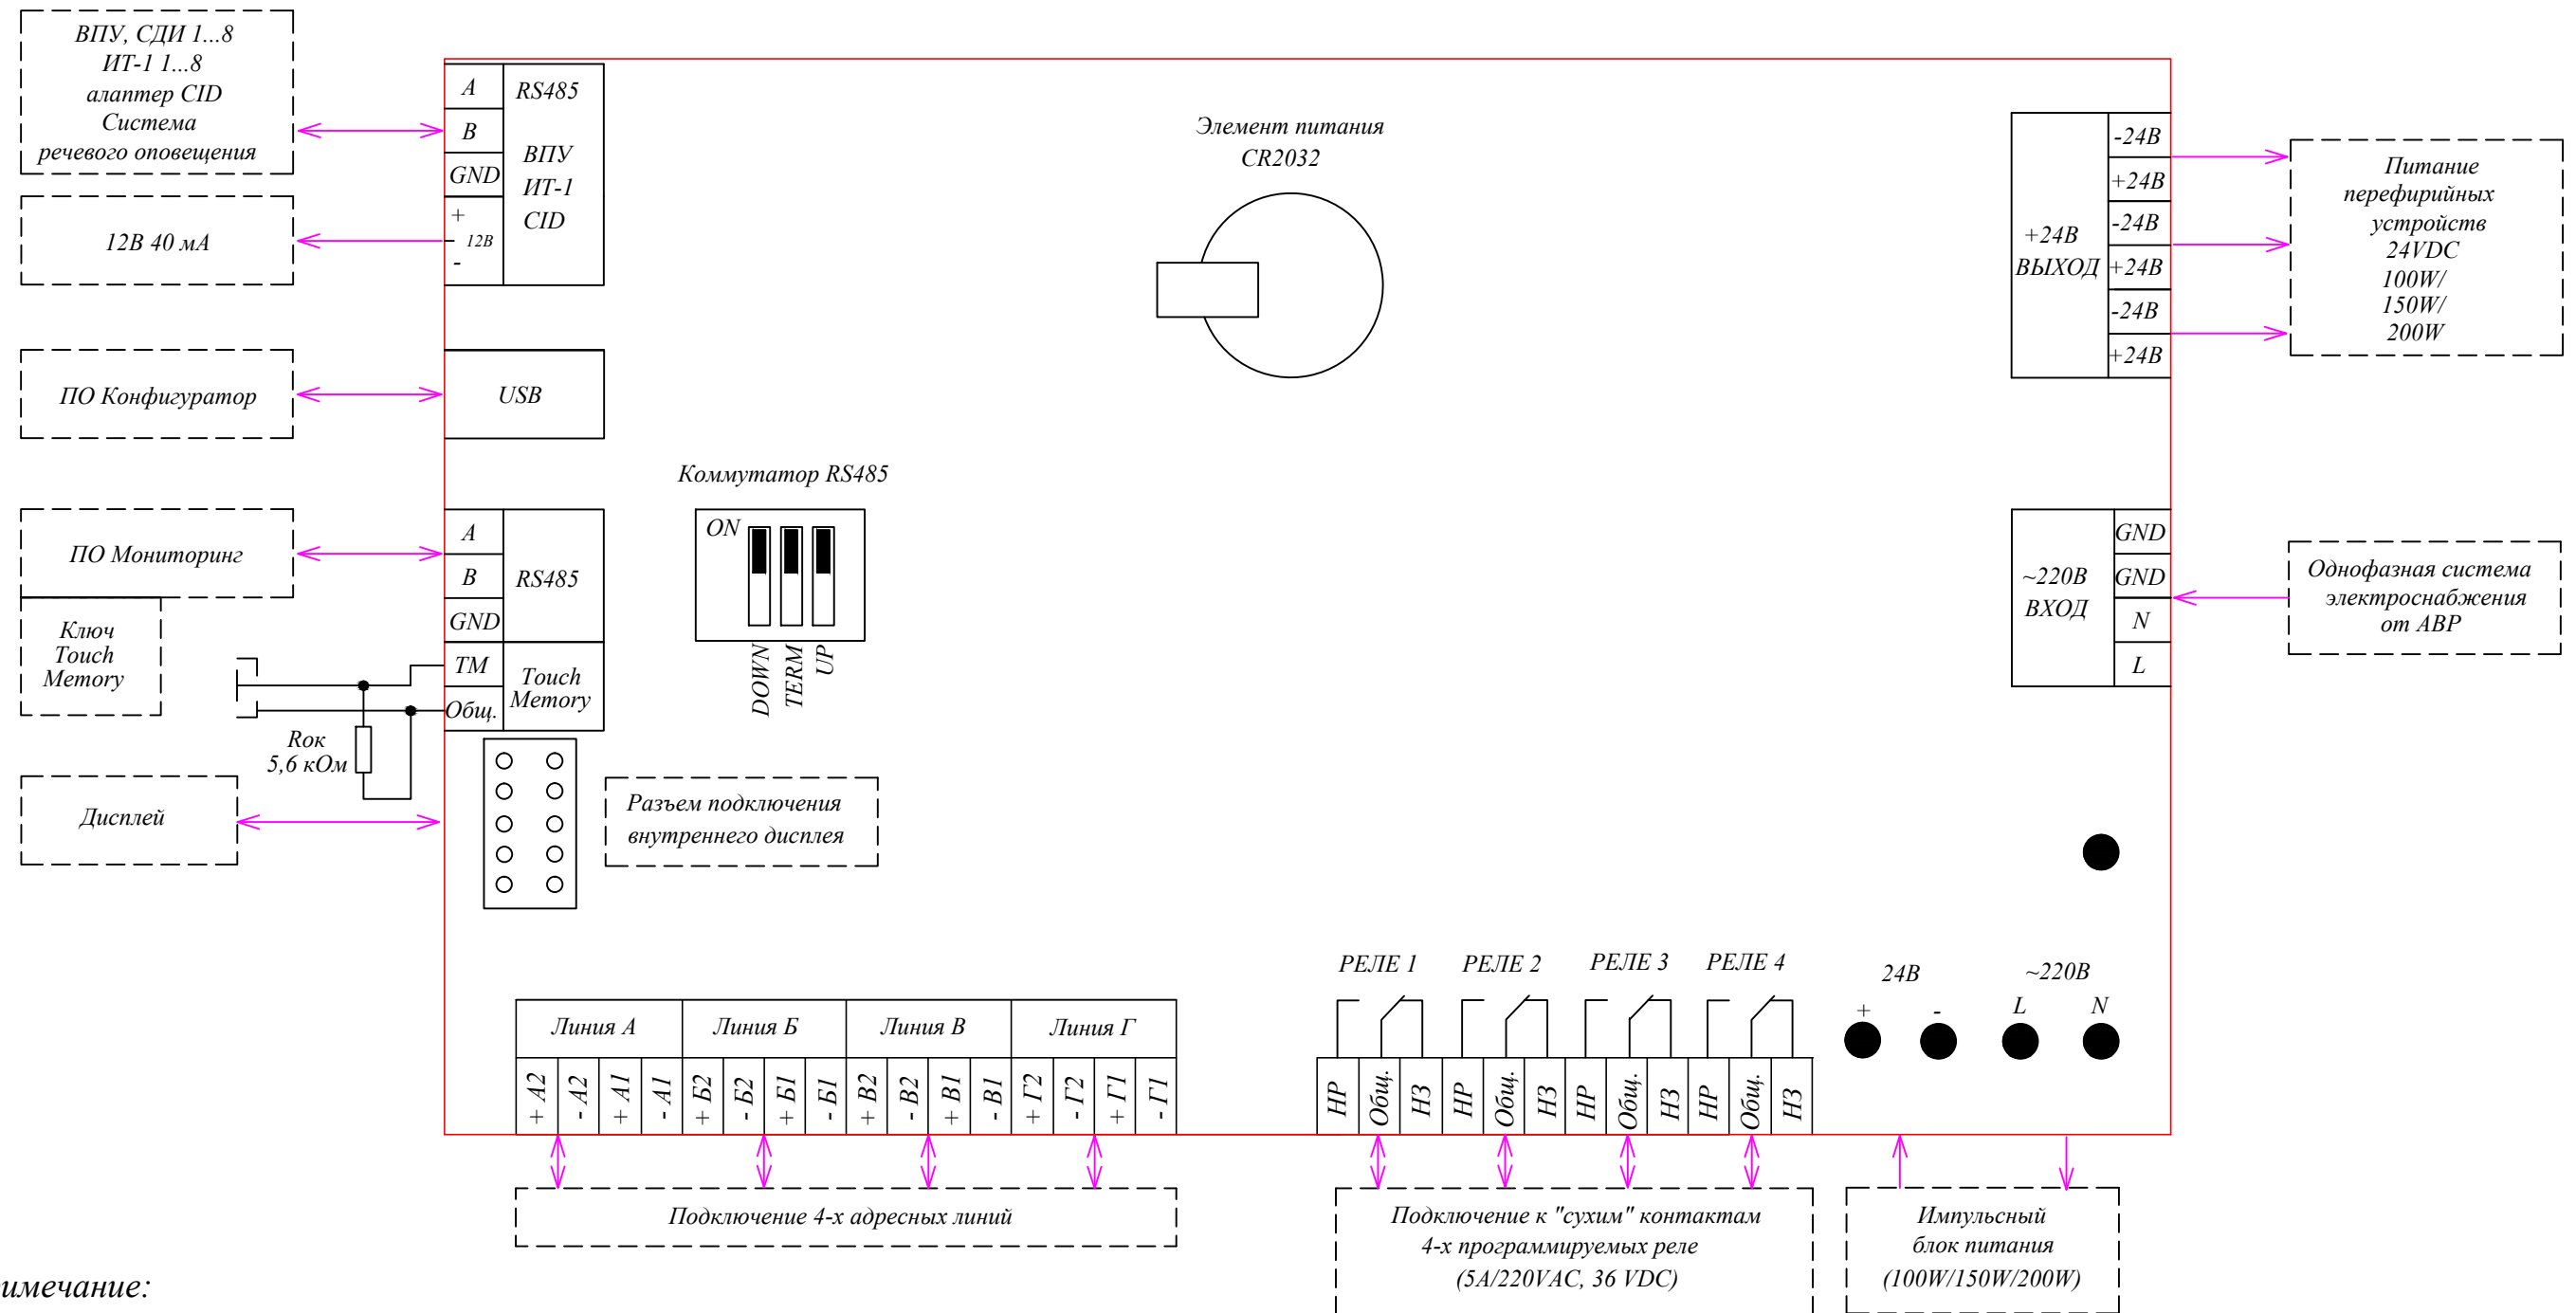 ВПУ, СДИ 1...8
ИТ-1 1...8
алаптер CID
Система
речевого оповещения
12В 40 мА
ПО Конфигуратор
ПО Мониторинг
Ключ
Touch
Memory
Rок
5,6 кОм
Дисплей
A
B
GND
+
- 12В
-
RS485
ВПУ
ИТ-1
CID
USB
A
B
GND
RS485
TM
Общ.
Touch
Memory
Разъем подключения
внутреннего дисплея
Коммутатор RS485
ON
DOWN
TERM
UP
Элемент питания
CR2032
+24В
ВЫХОД
-24В
+24В
-24В
+24В
-24В
+24В
Питание
перефирийных
устройств
24VDC
100W/
150W/
200W
~220В
ВХОД
GND
GND
N
L
Однофазная система
электроснабжения
от АВР
Линия А
Линия Б
Линия В
Линия Г
+ А2
- А2
+ А1
- А1
+ Б2
- Б2
+ Б1
- Б1
+ В2
- В2
+ В1
- В1
+ Г2
- Г2
+ Г1
- Г1
Подключение 4-х адресных линий
РЕЛЕ 1
РЕЛЕ 2
РЕЛЕ 3
РЕЛЕ 4
НР
Общ.
НЗ
НР
Общ.
НЗ
НР
Общ.
НЗ
НР
Общ.
НЗ
Подключение к "сухим" контактам
4-х программируемых реле
(5А/220VAC, 36 VDC)
24В
~220В
+
-
L
N
Импульсный
блок питания
(100W/150W/200W)
имечание: